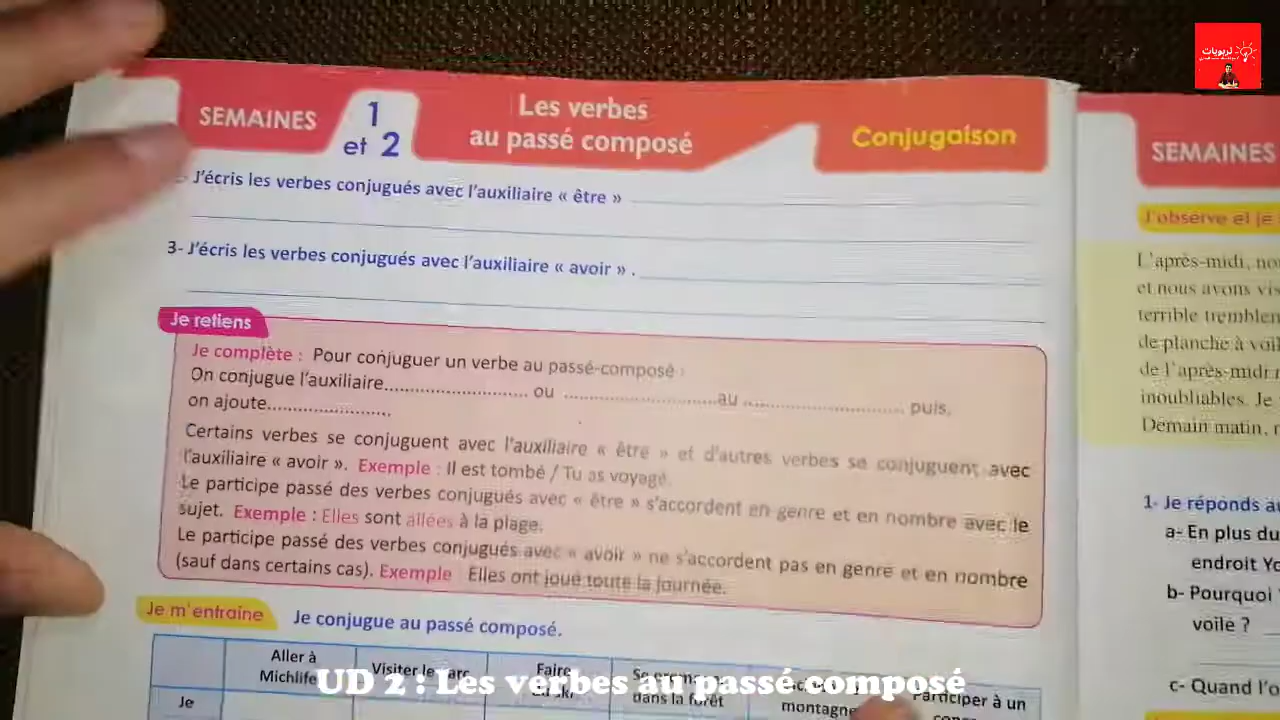 تربويات
SEMAINES 1 et 2
Les verbes
au passé composé
Conjugaison
J'écris les verbes conjugués avec l'auxiliaire « être »
3- J'écris les verbes conjugués avec l'auxiliaire « avoir » .
Je retiens
Je complète : Pour conjuguer un verbe au passé-composé :
On conjugue l'auxiliaire........................... ou ............................au ............................. puis,
on ajoute.......................
Certains verbes se conjuguent avec l'auxiliaire « être » et d'autres verbes se conjuguent avec
l'auxiliaire « avoir ». Exemple : Il est tombé / Tu as voyagé.
Le participe passé des verbes conjugués avec « être » s'accordent en genre et en nombre avec le
sujet. Exemple : Elles sont allées à la plage.
Le participe passé des verbes conjugués avec « avoir » ne s'accordent pas en genre et en nombre
(sauf dans certains cas). Exemple : Elles ont joué toute la journée.
Je m'entraine Je conjugue au passé composé.
Aller à
Michlife
Visiter le
Faire
dans la forêt
montagne
Participer à un
Je
SEMAINES
J'observe et je
L'après-midi, no
et nous avons vis
terrible tremblen
de planche à voil
de l'après-midi
inoubliables. Je
Demain matin,
1- Je réponds au
a- En plus du
endroit Yo
b- Pourquoi
voile ?
c- Quand l'o
UD 2 : Les verbes au passé composé